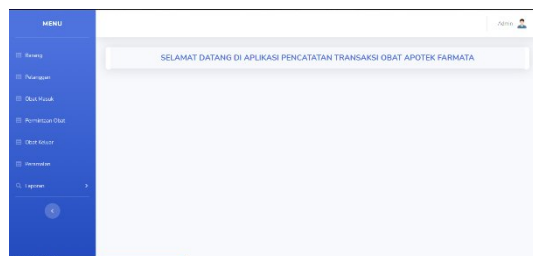 MENU
Admin
Barang
SELAMAT DATANG DI APLIKASI PENCATATAN TRANSAKSI OBAT APOTEK FARMATA
Pelanggan
Obat Masuk
Permintaan Obat
Obat Keluar
Peramalan
Laporan